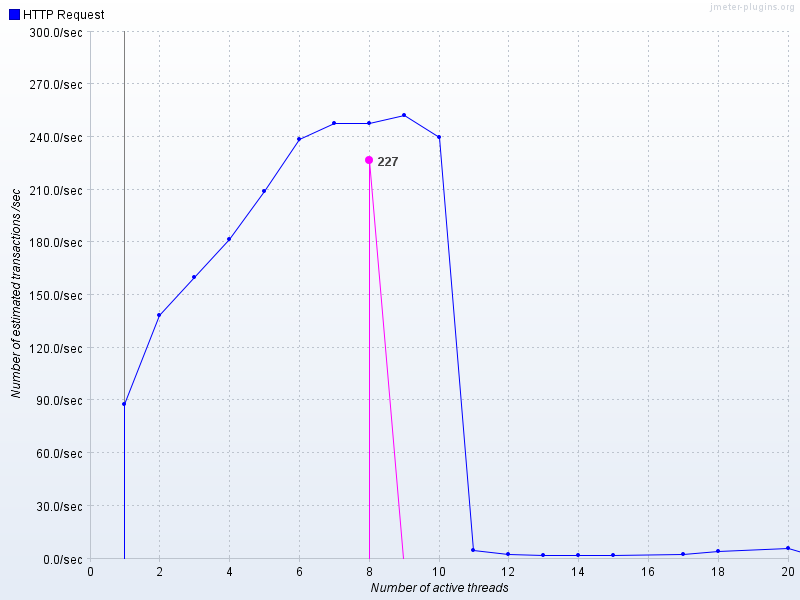 jmeter-plugins.org
HTTP Request
300.0/sec
270.0/sec
240.0/sec
210.0/sec
180.0/sec
150.0/sec
120.0/sec
90.0/sec
60.0/sec
30.0/sec
0.0/sec
Number of estimated transactions /sec
227
0 2 4 6 8 10 12 14 16 18 20
Number of active threads